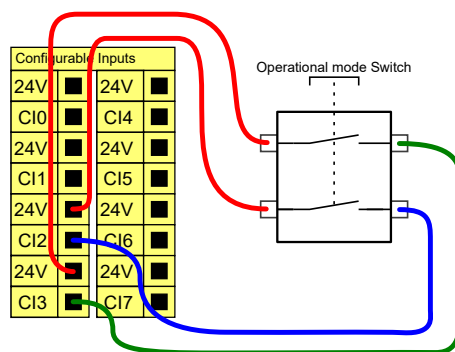 Configurable Inputs
Operational mode Switch
24V 24V
CI0 CI4
24V 24V
CI1 CI5
24V 24V
CI2 CI6
24V 24V
CI3 CI7